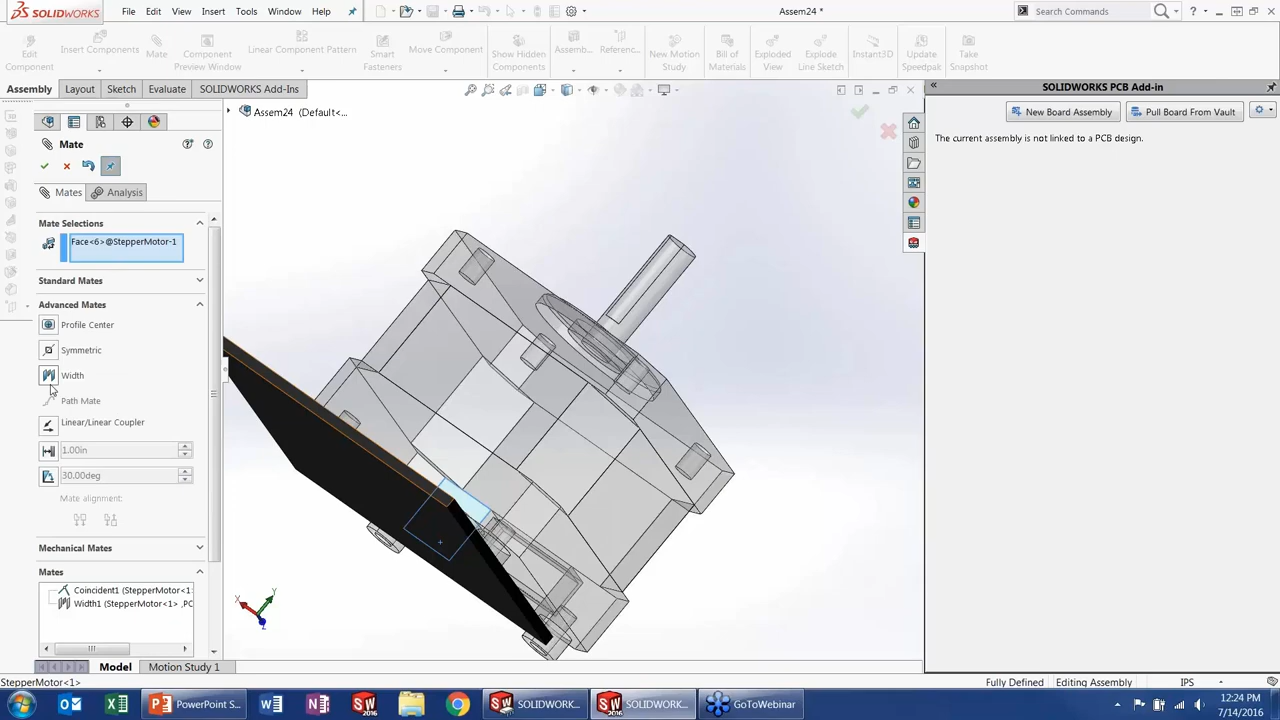 SOLIDWORKS File Edit View Insert Tools Window Help Assem24 * Search Commands
Edit Component
Insert Components
Mate
Component Preview Window
Linear Component Pattern
Smart Fasteners
Move Component
Show Hidden Components
Assemb...
Referenc...
New Motion Study
Bill of Materials
Exploded View
Explode Line Sketch
Instant3D
Update Speedpak
Take Snapshot
Assembly Layout Sketch Evaluate SOLIDWORKS Add-Ins
SOLIDWORKS PCB Add-in
New Board Assembly Pull Board From Vault
The current assembly is not linked to a PCB design.
Assem24 (Default<...
Mate
Mates Analysis
Mate Selections
Face<6>@StepperMotor-1
Standard Mates
Advanced Mates
Profile Center
Symmetric
Width
Path Mate
Linear/Linear Coupler
1.00in
30.00deg
Mate alignment:
Mechanical Mates
Mates
Coincident1 (StepperMotor<1>
Width1 (StepperMotor<1> ,PC
X Y Z
Model Motion Study 1
StepperMotor<1> Fully Defined Editing Assembly IPS
PowerPoint S... SW 2016 SOLIDWORK... SOLIDWORK... GoToWebinar
12:24 PM
7/14/2016